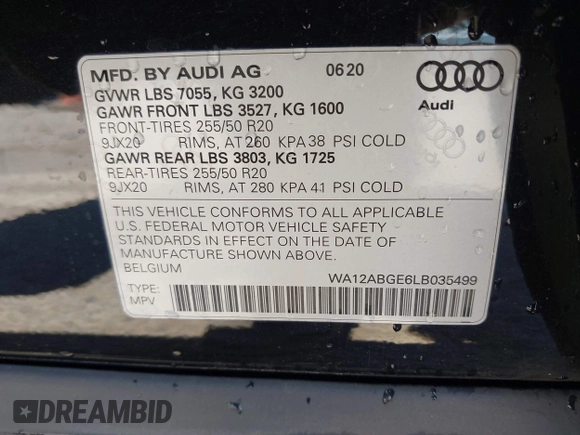 MFD. BY AUDI AG 0620
GVWR LBS 7055, KG 3200
GAWR FRONT LBS 3527, KG 1600
FRONT-TIRES 255/50 R20
9JX20 RIMS, AT 260 KPA 38 PSI COLD
GAWR REAR LBS 3803, KG 1725
REAR-TIRES 255/50 R20
9JX20 RIMS, AT 280 KPA 41 PSI COLD
Audi
THIS VEHICLE CONFORMS TO ALL APPLICABLE
U.S. FEDERAL MOTOR VEHICLE SAFETY
STANDARDS IN EFFECT ON THE DATE OF
MANUFACTURE SHOWN ABOVE.
BELGIUM
WA12ABGE6LB035499
TYPE:
MPV
DREAMBID